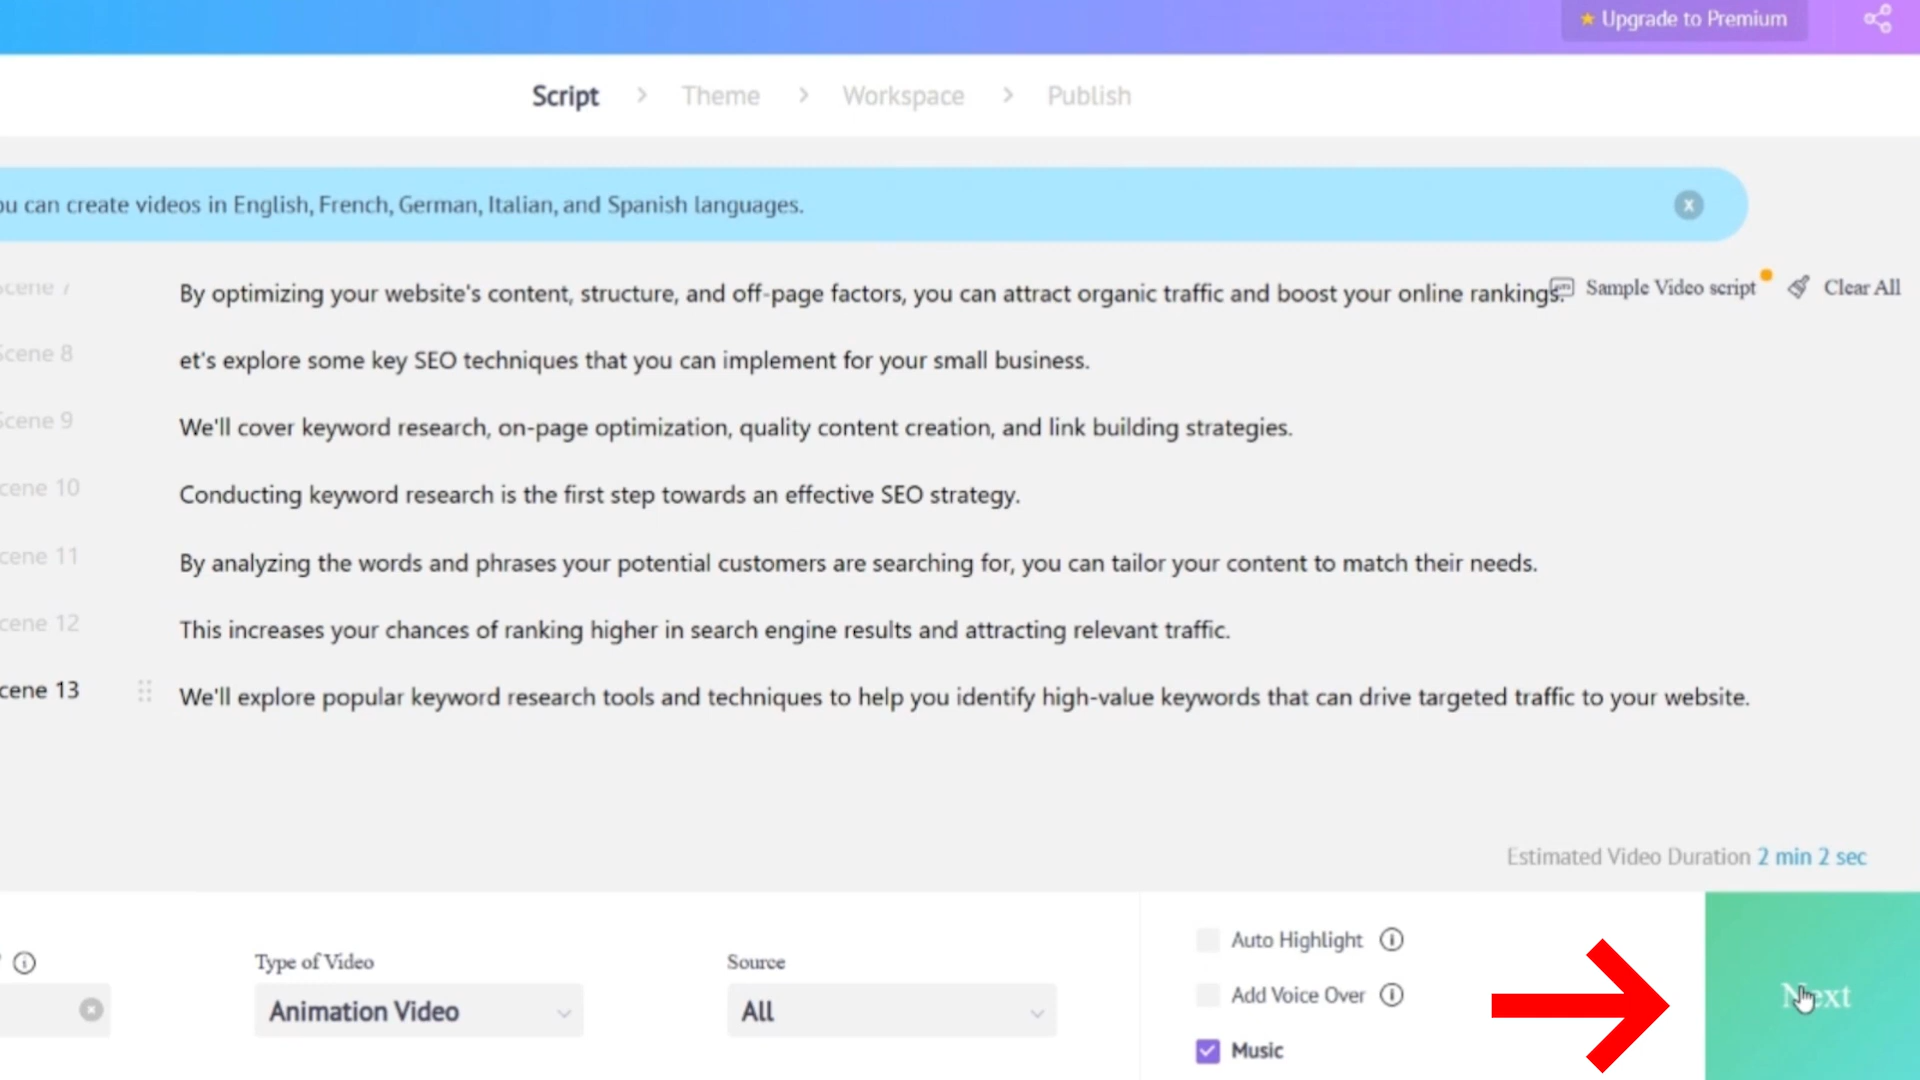 Upgrade to Premium
Script > Theme > Workspace > Publish
ou can create videos in English, French, German, Italian, and Spanish languages.
x
Scene 7 By optimizing your website's content, structure, and off-page factors, you can attract organic traffic and boost your online rankings.
Sample Video script Clear All
Scene 8 et's explore some key SEO techniques that you can implement for your small business.
Scene 9 We'll cover keyword research, on-page optimization, quality content creation, and link building strategies.
cene 10 Conducting keyword research is the first step towards an effective SEO strategy.
cene 11 By analyzing the words and phrases your potential customers are searching for, you can tailor your content to match their needs.
cene 12 This increases your chances of ranking higher in search engine results and attracting relevant traffic.
cene 13 We'll explore popular keyword research tools and techniques to help you identify high-value keywords that can drive targeted traffic to your website.
Estimated Video Duration 2 min 2 sec
Type of Video
Animation Video
Source
All
Auto Highlight
Add Voice Over
Music
Next